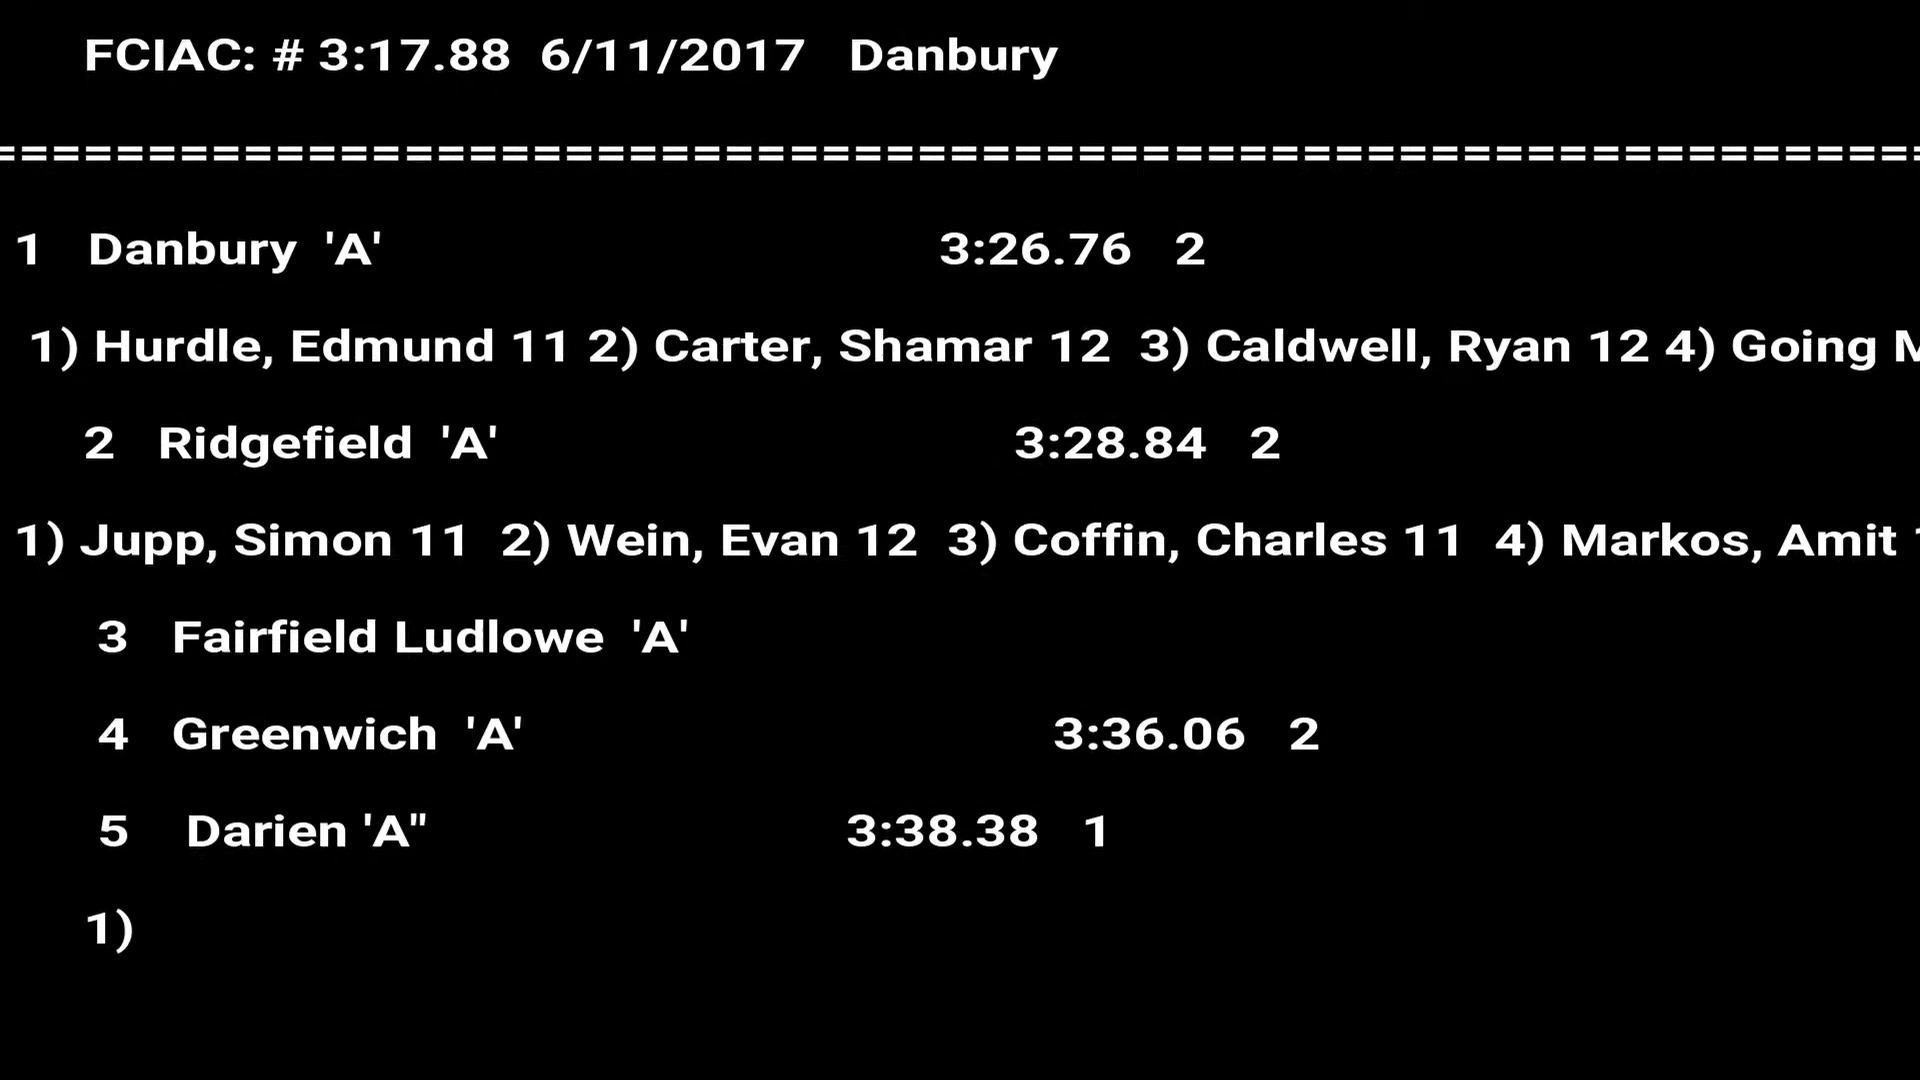 FCIAC: # 3:17.88 6/11/2017 Danbury
============================================================
1 Danbury 'A' 3:26.76 2
1) Hurdle, Edmund 11 2) Carter, Shamar 12 3) Caldwell, Ryan 12 4) Going
2 Ridgefield 'A' 3:28.84 2
1) Jupp, Simon 11 2) Wein, Evan 12 3) Coffin, Charles 11 4) Markos, Amit
3 Fairfield Ludlowe 'A'
4 Greenwich 'A' 3:36.06 2
5 Darien 'A" 3:38.38 1
1)